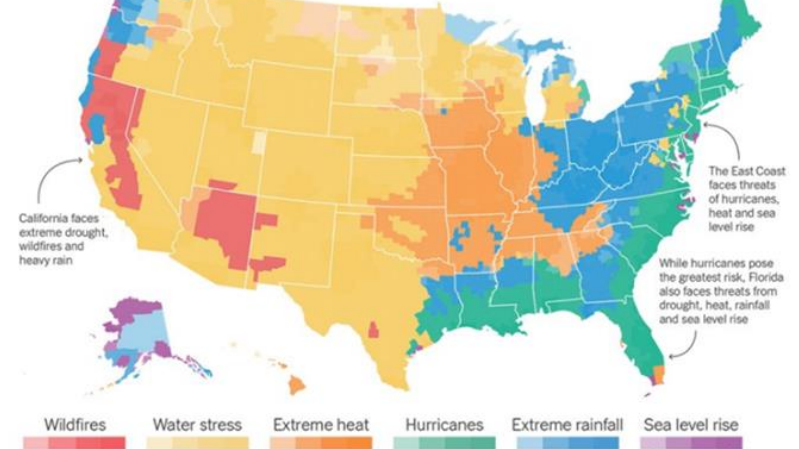 The East Coast
faces threats
of hurricanes,
heat and sea
level rise
California faces
extreme drought,
wildfires and
heavy rain
While hurricanes pose
the greatest risk, Florida
also faces threats from
drought, heat, rainfall
and sea level rise
Wildfires
Water stress
Extreme heat
Hurricanes
Extreme rainfall
Sea level rise